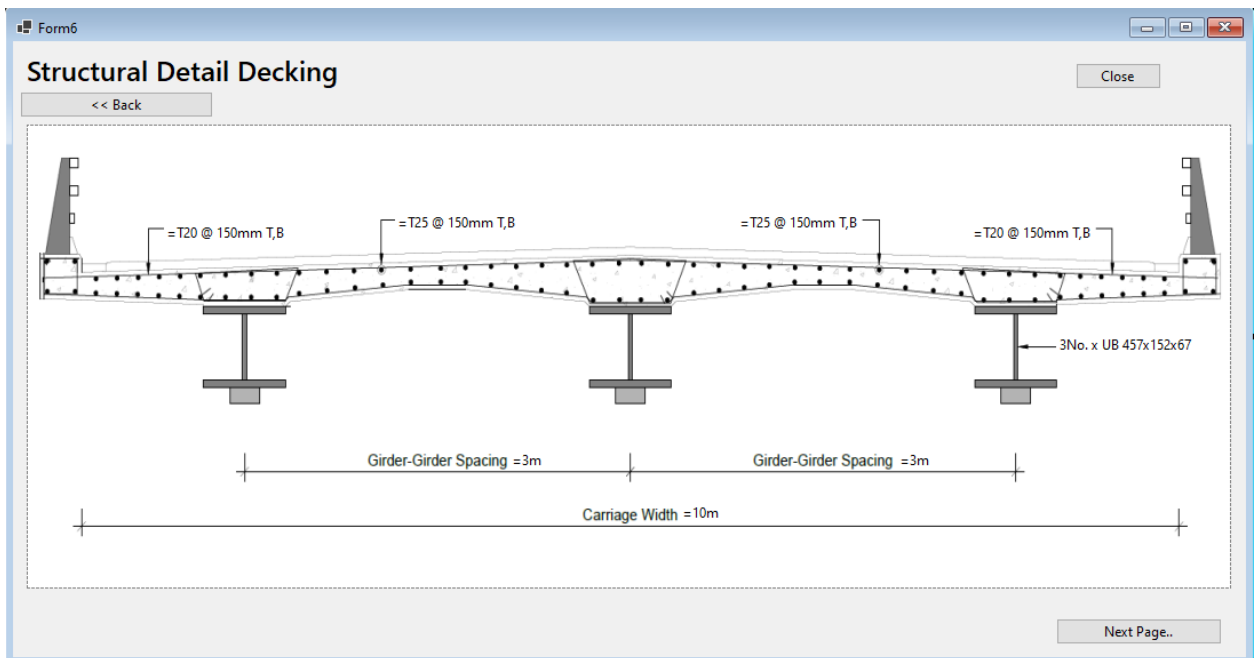 Form6
Structural Detail Decking
Close
<< Back
=T20 @ 150mm T,B
=T25 @ 150mm T,B
=T25 @ 150mm T,B
=T20 @ 150mm T,B
3No. x UB 457x152x67
Girder-Girder Spacing =3m
Girder-Girder Spacing =3m
Carriage Width =10m
Next Page..